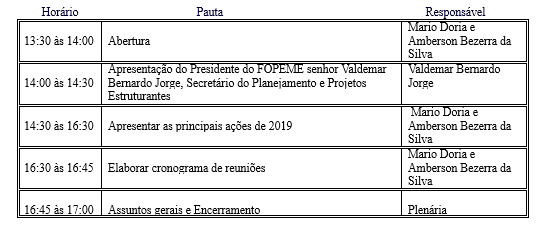 Horário Pauta Responsável
13:30 às 14:00 Abertura Mario Doria e
Amberson Bezerra da
Silva
14:00 às 14:30 Apresentação do Presidente do FOPEME senhor Valdemar
Bernardo Jorge, Secretário do Planejamento e Projetos
Estruturantes
Valdemar Bernardo
Jorge
14:30 às 16:30 Apresentar as principais ações de 2019 Mario Doria e
Amberson Bezerra da
Silva
16:30 às 16:45 Elaborar cronograma de reuniões Mario Doria e
Amberson Bezerra da
Silva
16:45 às 17:00 Assuntos gerais e Encerramento Plenária